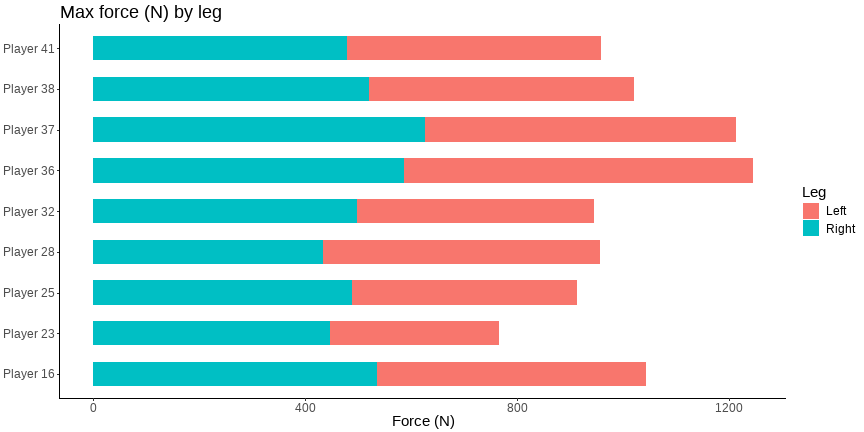 Max force (N) by leg
Player 41
Player 38
Player 37
Player 36
Player 32
Player 28
Player 25
Player 23
Player 16
0 400 800 1200
Force (N)
Leg
Left
Right